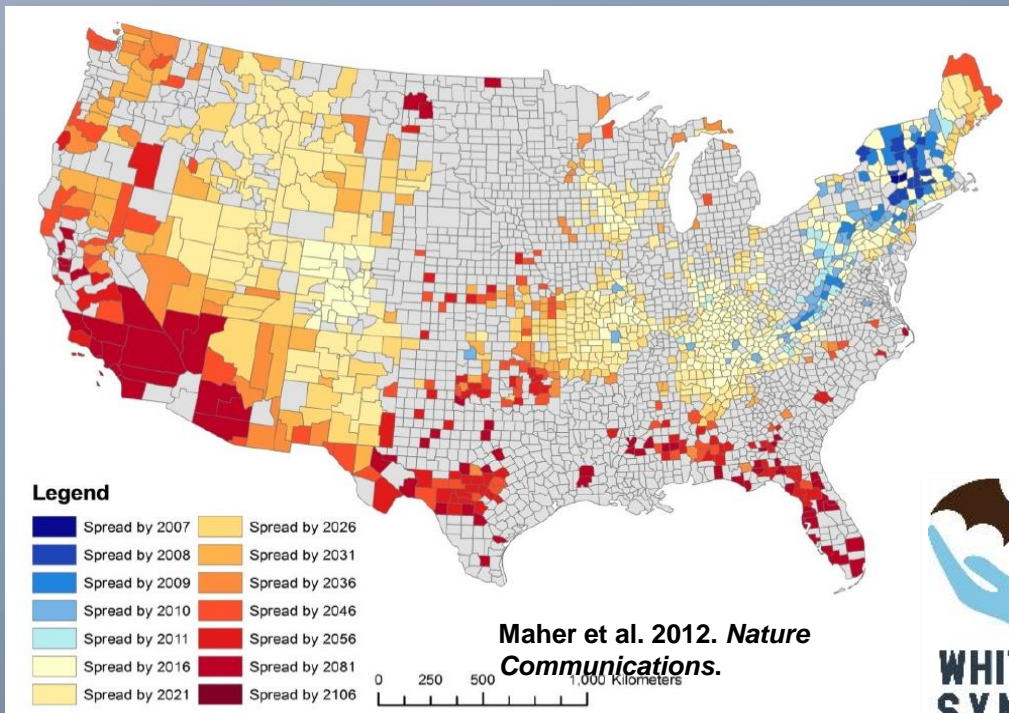 Legend
Spread by 2007
Spread by 2008
Spread by 2009
Spread by 2010
Spread by 2011
Spread by 2016
Spread by 2021
Spread by 2026
Spread by 2031
Spread by 2036
Spread by 2046
Spread by 2056
Spread by 2081
Spread by 2106
Maher et al. 2012. Nature
Communications.
0 250 500 1,000 Kilometers